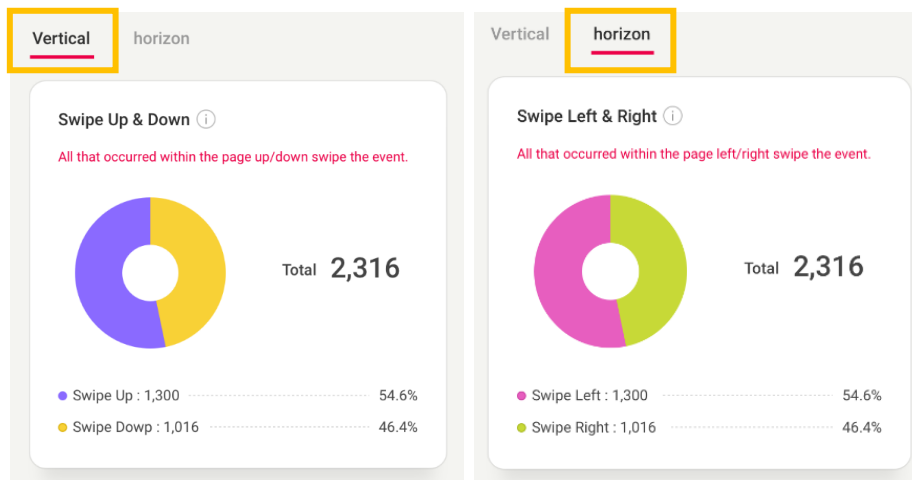 Vertical horizon
Swipe Up & Down
All that occurred within the page up/down swipe the event.
Total 2,316
Swipe Up : 1,300 54.6%
Swipe Dowp : 1,016 46.4%
Vertical horizon
Swipe Left & Right
All that occurred within the page left/right swipe the event.
Total 2,316
Swipe Left : 1,300 54.6%
Swipe Right : 1,016 46.4%